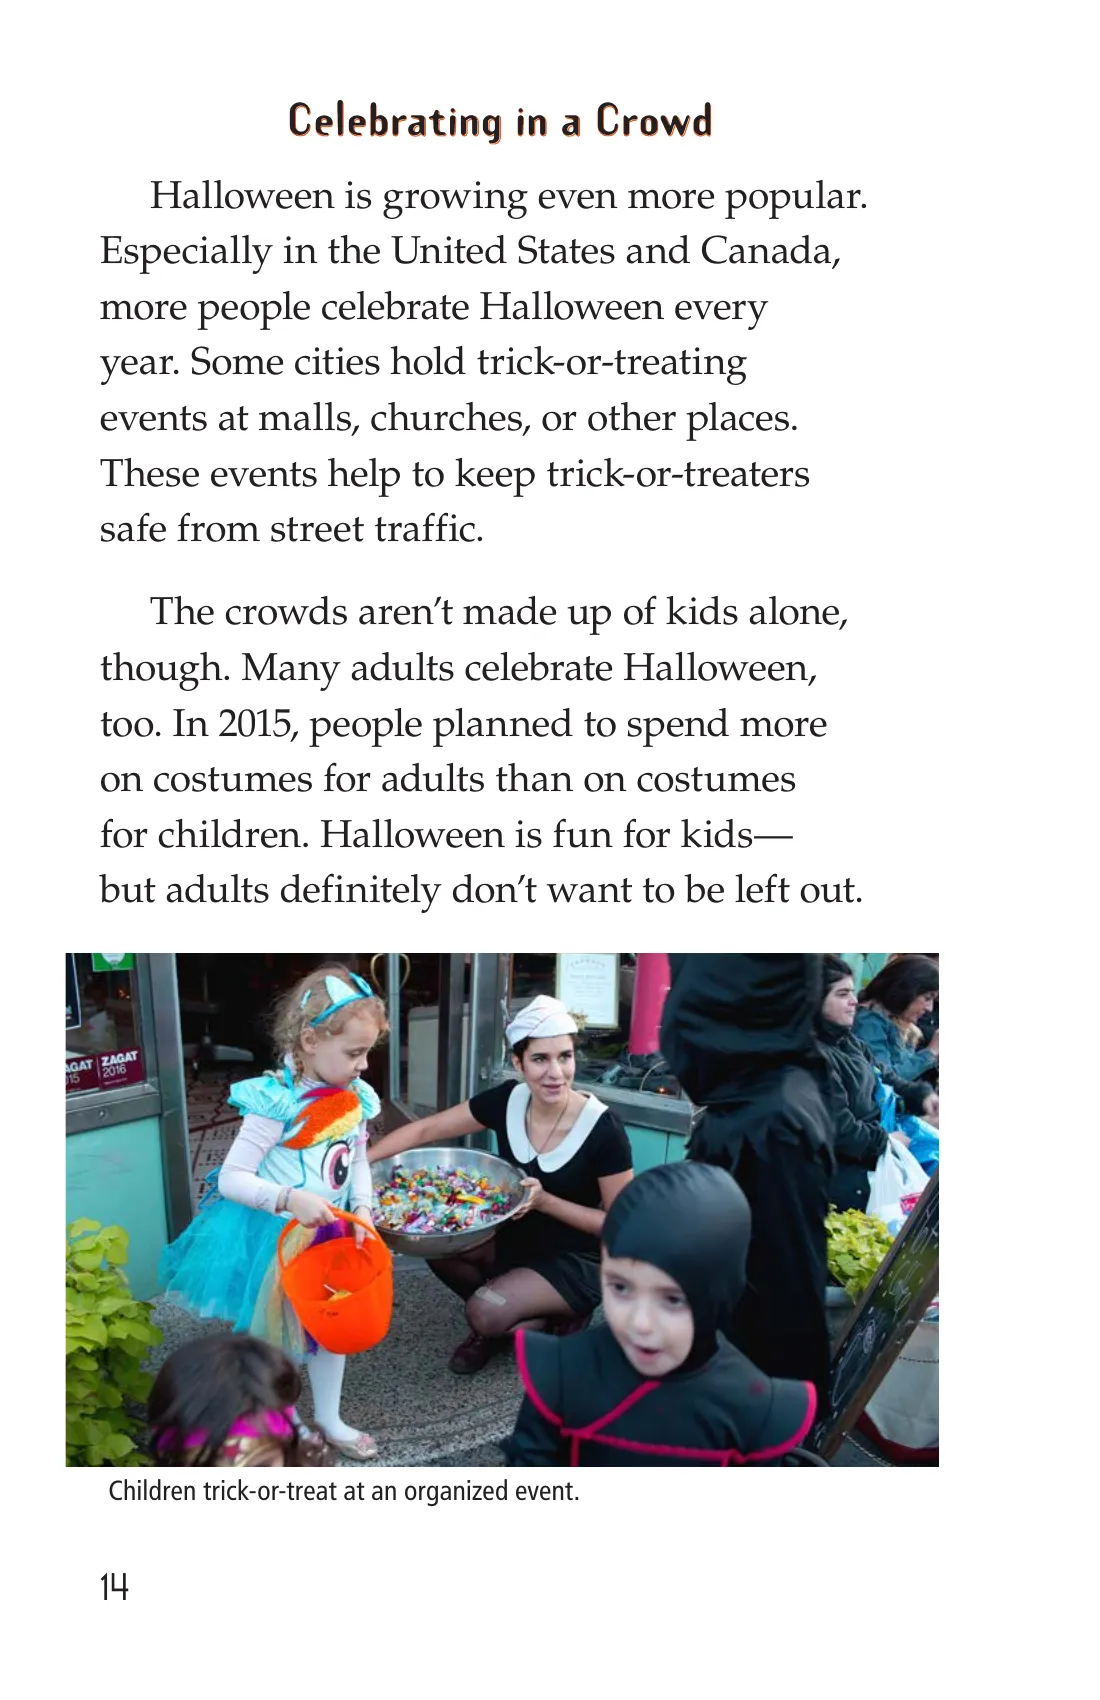 Celebrating in a Crowd
Halloween is growing even more popular.
Especially in the United States and Canada,
more people celebrate Halloween every
year. Some cities hold trick-or-treating
events at malls, churches, or other places.
These events help to keep trick-or-treaters
safe from street traffic.
The crowds aren’t made up of kids alone,
though. Many adults celebrate Halloween,
too. In 2015, people planned to spend more
on costumes for adults than on costumes
for children. Halloween is fun for kids—
but adults definitely don’t want to be left out.
AGAT
15
ZAGAT
2016
Children trick-or-treat at an organized event.
14